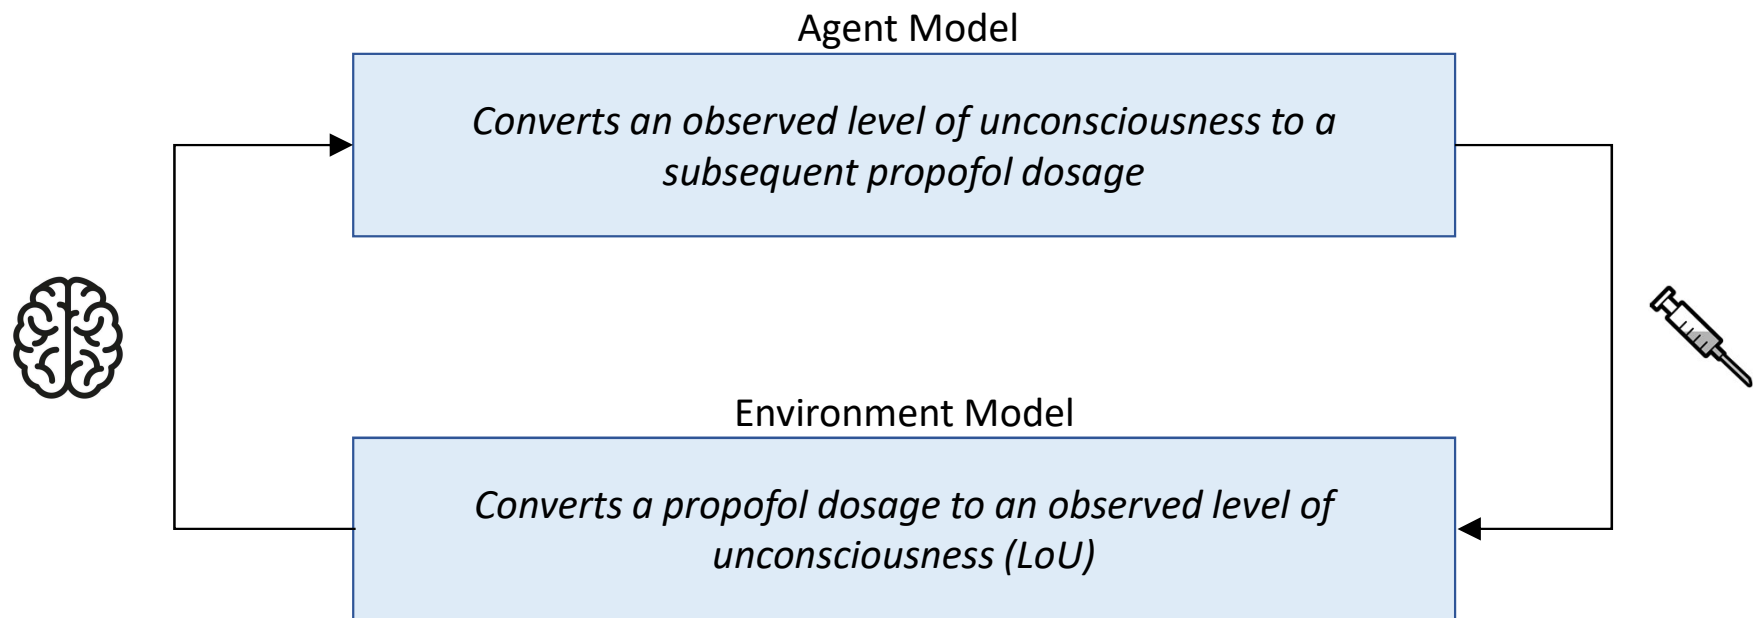 Agent Model
Converts an observed level of unconsciousness to a
subsequent propofol dosage
Environment Model
Converts a propofol dosage to an observed level of
unconsciousness (LoU)